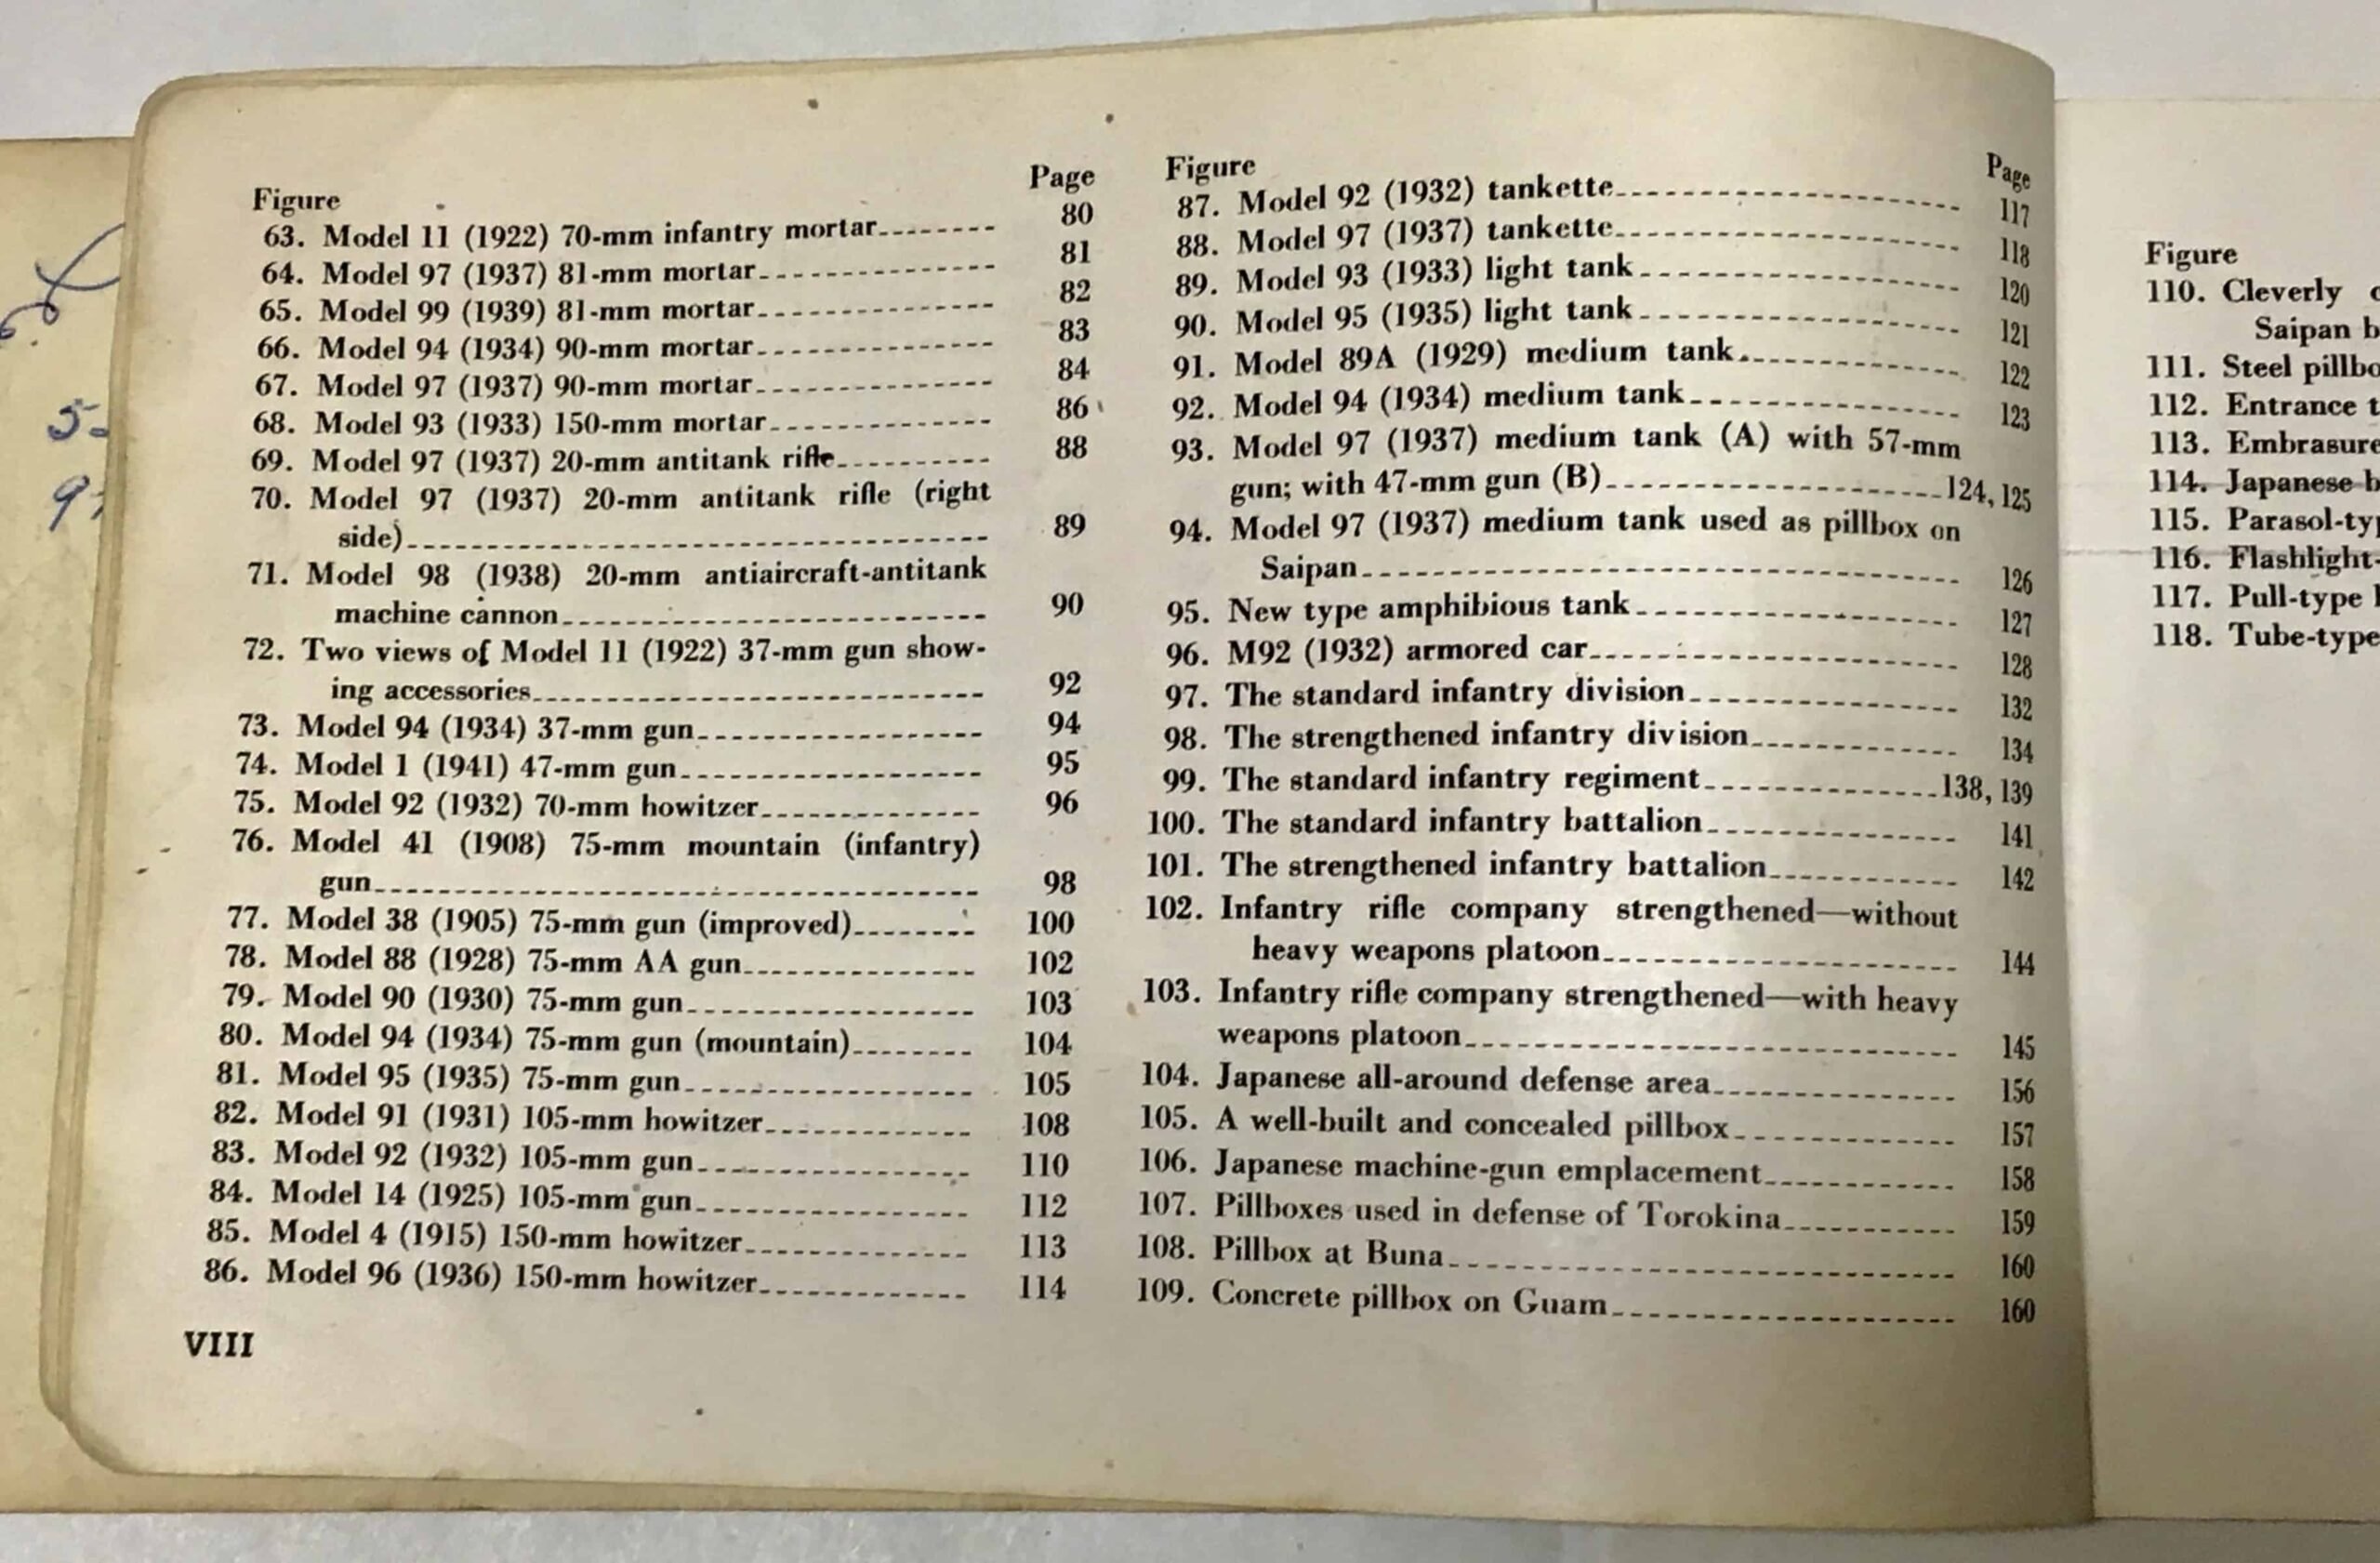 Figure Page
63. Model 11 (1922) 70-mm infantry mortar 80
64. Model 97 (1937) 81-mm mortar 81
65. Model 99 (1939) 81-mm mortar 82
66. Model 94 (1934) 90-mm mortar 83
67. Model 97 (1937) 90-mm mortar 84
68. Model 93 (1933) 150-mm mortar 86
69. Model 97 (1937) 20-mm antitank rifle 88
70. Model 97 (1937) 20-mm antitank rifle (right
side) 89
71. Model 98 (1938) 20-mm antiaircraft-antitank
machine cannon 90
72. Two views of Model 11 (1922) 37-mm gun show-
ing accessories 92
73. Model 94 (1934) 37-mm gun 94
74. Model 1 (1941) 47-mm gun 95
75. Model 92 (1932) 70-mm howitzer 96
76. Model 41 (1908) 75-mm mountain (infantry)
gun 98
77. Model 38 (1905) 75-mm gun (improved) 100
78. Model 88 (1928) 75-mm AA gun 102
79. Model 90 (1930) 75-mm gun 103
80. Model 94 (1934) 75-mm gun (mountain) 104
81. Model 95 (1935) 75-mm gun 105
82. Model 91 (1931) 105-mm howitzer 108
83. Model 92 (1932) 105-mm gun 110
84. Model 14 (1925) 105-mm gun 112
85. Model 4 (1915) 150-mm howitzer 113
86. Model 96 (1936) 150-mm howitzer 114
VIII
Figure Page
87. Model 92 (1932) tankette 117
88. Model 97 (1937) tankette 118
89. Model 93 (1933) light tank 120
90. Model 95 (1935) light tank 121
91. Model 89A (1929) medium tank 122
92. Model 94 (1934) medium tank 123
93. Model 97 (1937) medium tank (A) with 57-mm
gun; with 47-mm gun (B) 124, 125
94. Model 97 (1937) medium tank used as pillbox on
Saipan 126
95. New type amphibious tank 127
96. M92 (1932) armored car 128
97. The standard infantry division 132
98. The strengthened infantry division 134
99. The standard infantry regiment 138, 139
100. The standard infantry battalion 141
101. The strengthened infantry battalion 142
102. Infantry rifle company strengthened—without
heavy weapons platoon 144
103. Infantry rifle company strengthened—with heavy
weapons platoon 145
104. Japanese all-around defense area 156
105. A well-built and concealed pillbox 157
106. Japanese machine-gun emplacement 158
107. Pillboxes used in defense of Torokina 159
108. Pillbox at Buna 160
109. Concrete pillbox on Guam 160
Figure
110. Cleverly
Saipan
111. Steel
112. Entrance
113.
114. Japanese
115.
116. Flashlight-
117. Pull-type
118. Tube-type